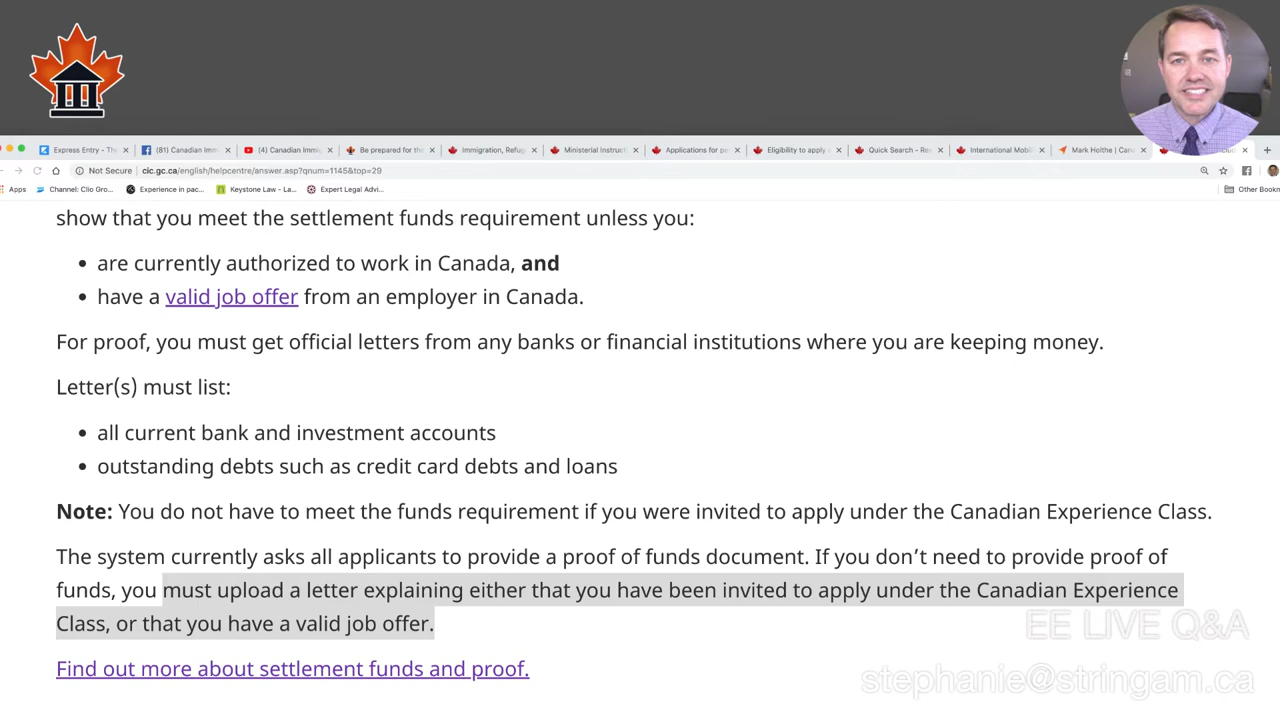 Express Entry - The
(81) Canadian Imm
(4) Canadian Immig
Be prepared for the
Immigration, Refug
Ministerial Instruct
Applications for pe
Eligibility to apply
Quick Search - Re
International Mobil
Mark Holthe | Can
Not Secure | cic.gc.ca/english/helpcentre/answer.asp?qnum=1145&top=29
Apps
Channel: Clio Gro...
Experience in pac...
Keystone Law - La...
Expert Legal Advi...
Other Bookm
show that you meet the settlement funds requirement unless you:
• are currently authorized to work in Canada, and
• have a valid job offer from an employer in Canada.
For proof, you must get official letters from any banks or financial institutions where you are keeping money.
Letter(s) must list:
• all current bank and investment accounts
• outstanding debts such as credit card debts and loans
Note: You do not have to meet the funds requirement if you were invited to apply under the Canadian Experience Class.
The system currently asks all applicants to provide a proof of funds document. If you don’t need to provide proof of
funds, you must upload a letter explaining either that you have been invited to apply under the Canadian Experience
Class, or that you have a valid job offer.
EE LIVE Q&A
Find out more about settlement funds and proof.
stephanie@stringam.ca